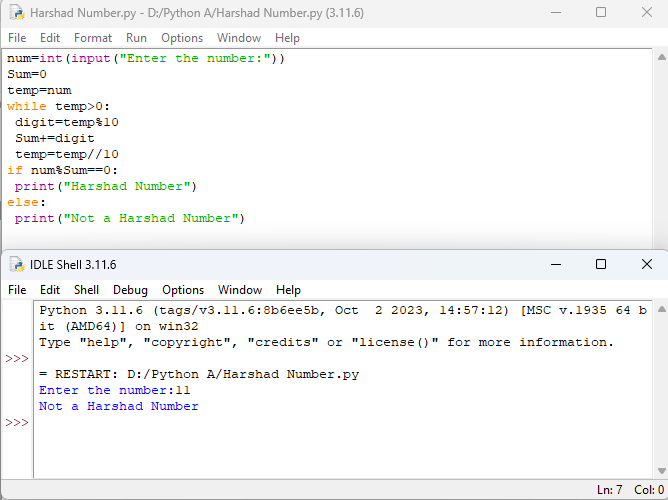 Harshad Number.py - D:/Python A/Harshad Number.py (3.11.6)
File Edit Format Run Options Window Help
num=int(input("Enter the number:"))
Sum=0
temp=num
while temp>0:
 digit=temp%10
 Sum+=digit
 temp=temp//10
if num%Sum==0:
 print("Harshad Number")
else:
 print("Not a Harshad Number")
IDLE Shell 3.11.6
File Edit Shell Debug Options Window Help
Python 3.11.6 (tags/v3.11.6:8b6ee5b, Oct  2 2023, 14:57:12) [MSC v.1935 64 b
it (AMD64)] on win32
Type "help", "copyright", "credits" or "license()" for more information.
>>>
= RESTART: D:/Python A/Harshad Number.py
Enter the number:11
Not a Harshad Number
>>>
Ln: 7 Col: 0